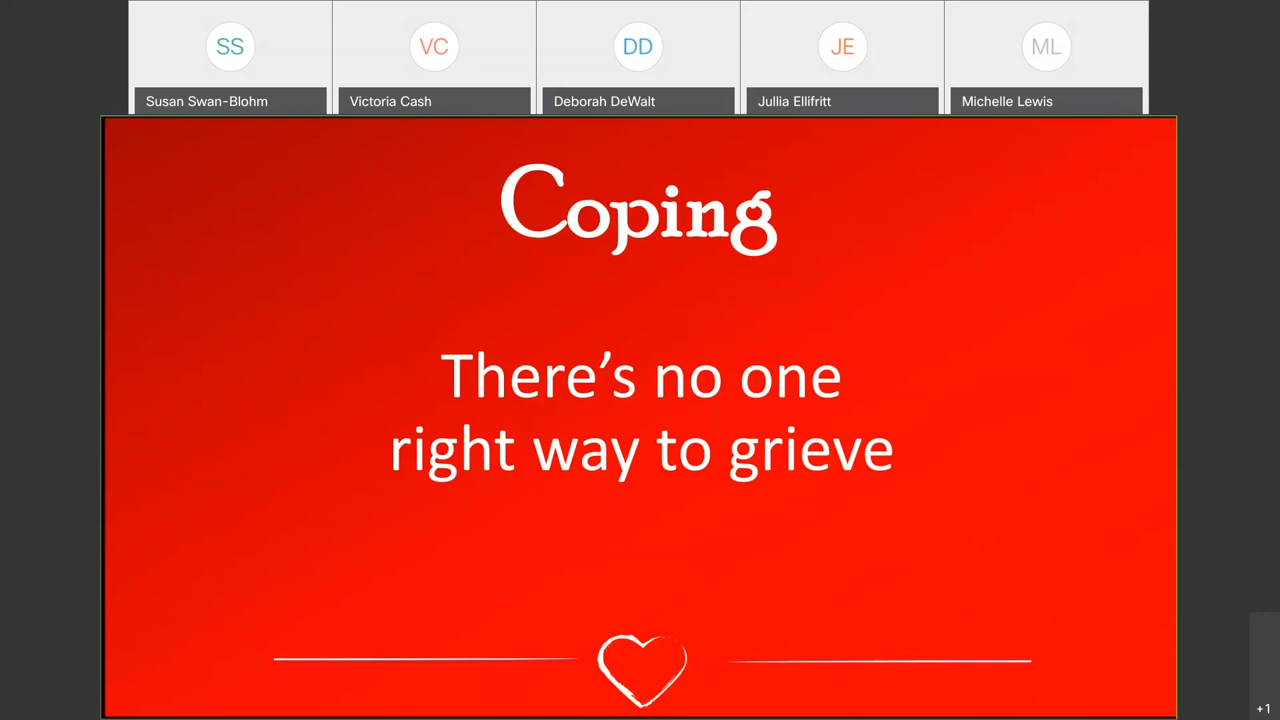 SS
VC
DD
JE
ML
Susan Swan-Blohm
Victoria Cash
Deborah DeWalt
Jullia Ellifritt
Michelle Lewis
Coping
There's no one
right way to grieve
+1